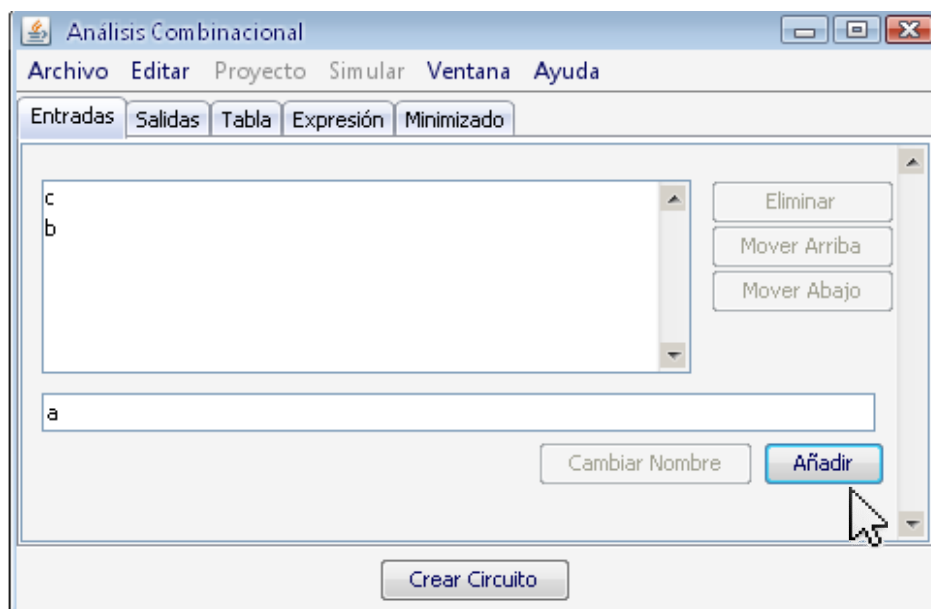 Análisis Combinacional
Archivo Editar Proyecto Simular Ventana Ayuda
Entradas Salidas Tabla Expresión Minimizado
c
b
Eliminar
Mover Arriba
Mover Abajo
a
Cambiar Nombre Añadir
Crear Circuito